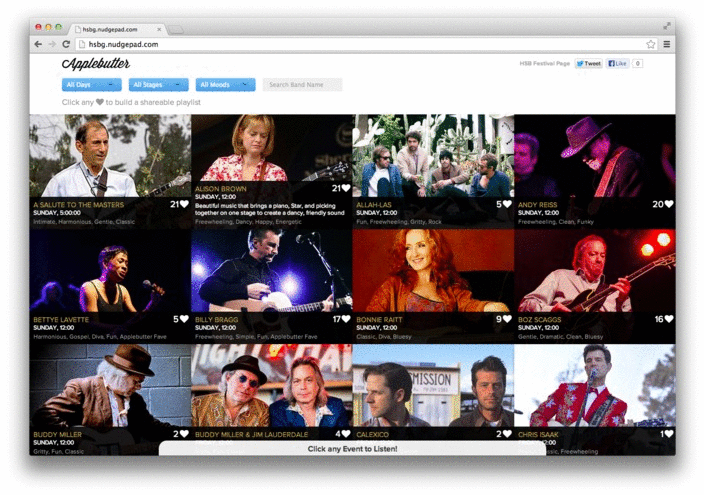 hsbg.nudgepad.com
hsbg.nudgepad.com
Applebutter
HSB Festival Page
Tweet
Like
0
All Days
All Stages
All Moods
Search Band Name
Click any ♥ to build a shareable playlist
A SALUTE TO THE MASTERS 21
SUNDAY, 5:00:00
Intimate, Harmonious, Gentle, Classic
ALISON BROWN 21
SUNDAY, 12:00
Beautiful music that brings a piano, Star, and picking
together on one stage to create a dancy, friendly sound
Freewheeling, Dancy, Happy, Energetic
ALLAH-LAS 5
SUNDAY, 12:00
Fun, Freewheeling, Gritty, Rock
ANDY REISS 20
SUNDAY, 12:00
Freewheeling, Clean, Funky
BETTYE LAVETTE 5
SUNDAY, 12:00
Harmonious, Gospel, Diva, Fun, Applebutter Fave
BILLY BRAGG 17
SUNDAY, 12:00
Freewheeling, Simple, Fun, Applebutter Fave
BONNIE RAITT 9
SUNDAY, 12:00
Classic, Diva, Bluesy
BOZ SCAGGS 16
SUNDAY, 12:00
Gentle, Dramatic, Clean, Bluesy
BUDDY MILLER 2
SUNDAY, 12:00
Gritty, Fun, Classic
BUDDY MILLER & JIM LAUDERDALE 4
CALEXICO 2
CHRIS ISAAK 1
SUNDAY, 12:00
Music, Freewheeling
Click any Event to Listen!